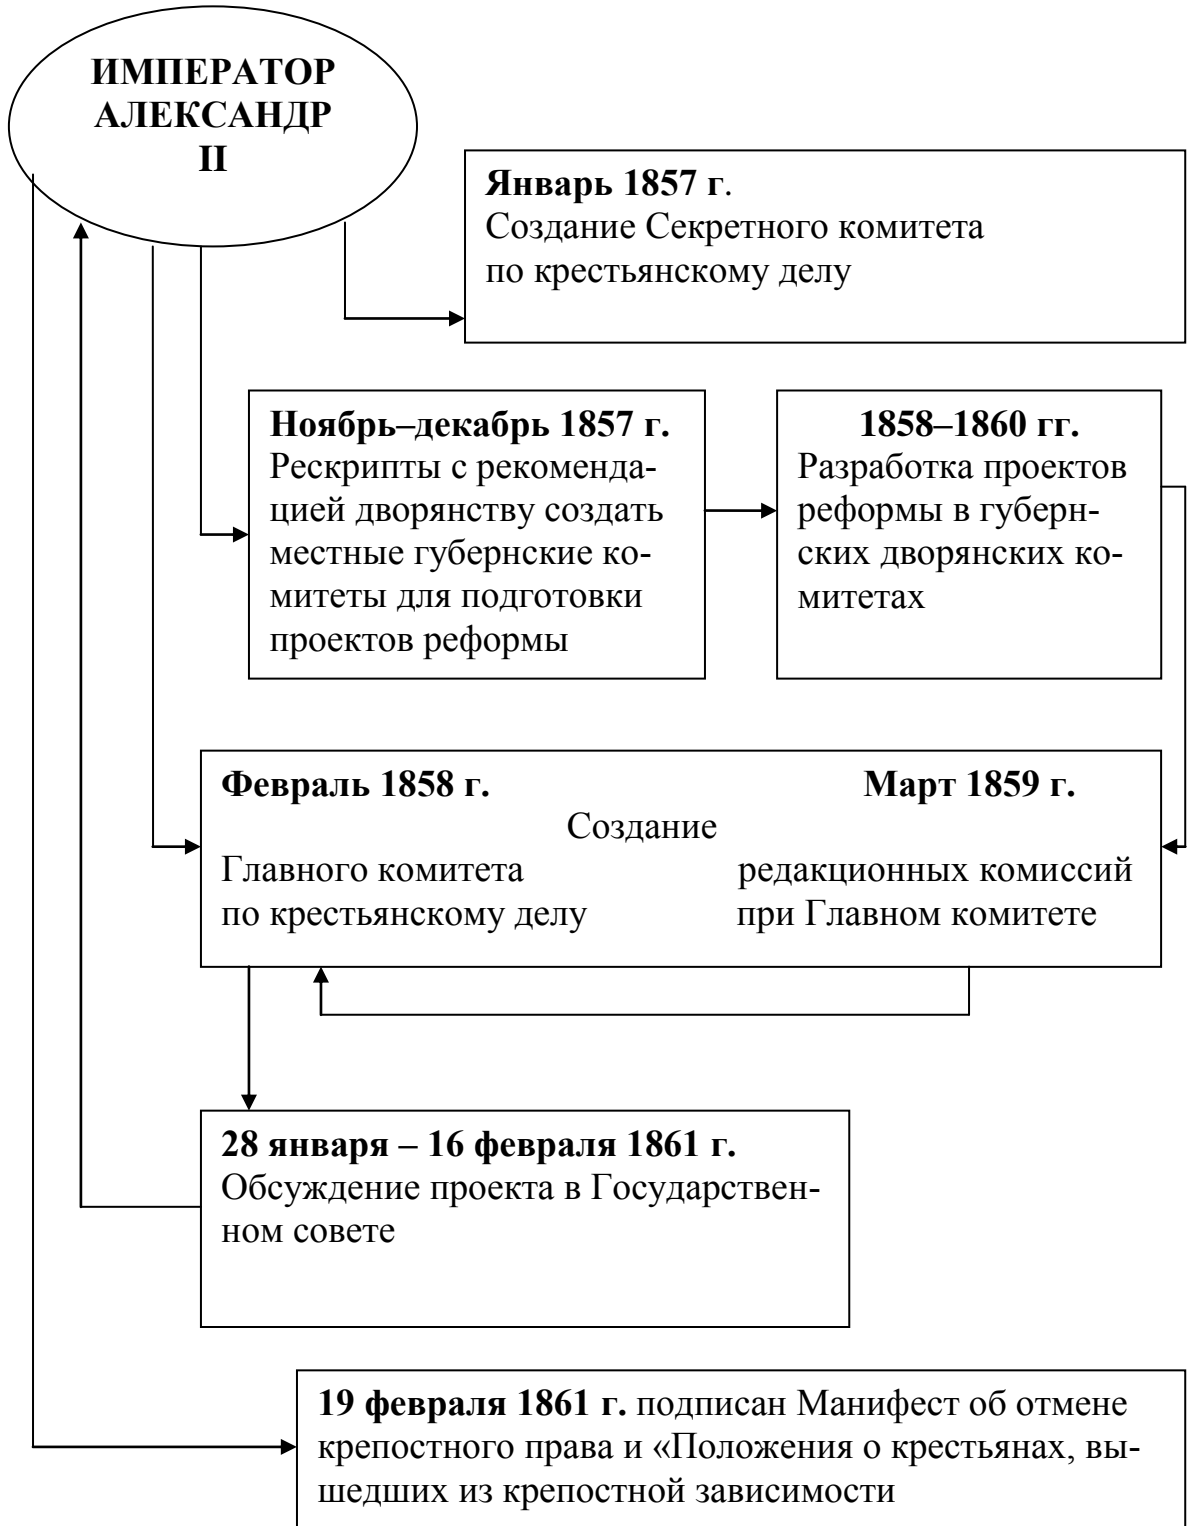 ИМПЕРАТОР
АЛЕКСАНДР
II
Январь 1857 г.
Создание Секретного комитета
по крестьянскому делу
Ноябрь–декабрь 1857 г.
Рескрипты с рекоменда-
цией дворянству создать
местные губернские ко-
митеты для подготовки
проектов реформы
1858–1860 гг.
Разработка проектов
реформы в губерн-
ских дворянских ко-
митетах
Февраль 1858 г. Март 1859 г.
Создание
Главного комитета редакционных комиссий
по крестьянскому делу при Главном комитете
28 января – 16 февраля 1861 г.
Обсуждение проекта в Государствен-
ном совете
19 февраля 1861 г. подписан Манифест об отмене
крепостного права и «Положения о крестьянах, вы-
шедших из крепостной зависимости